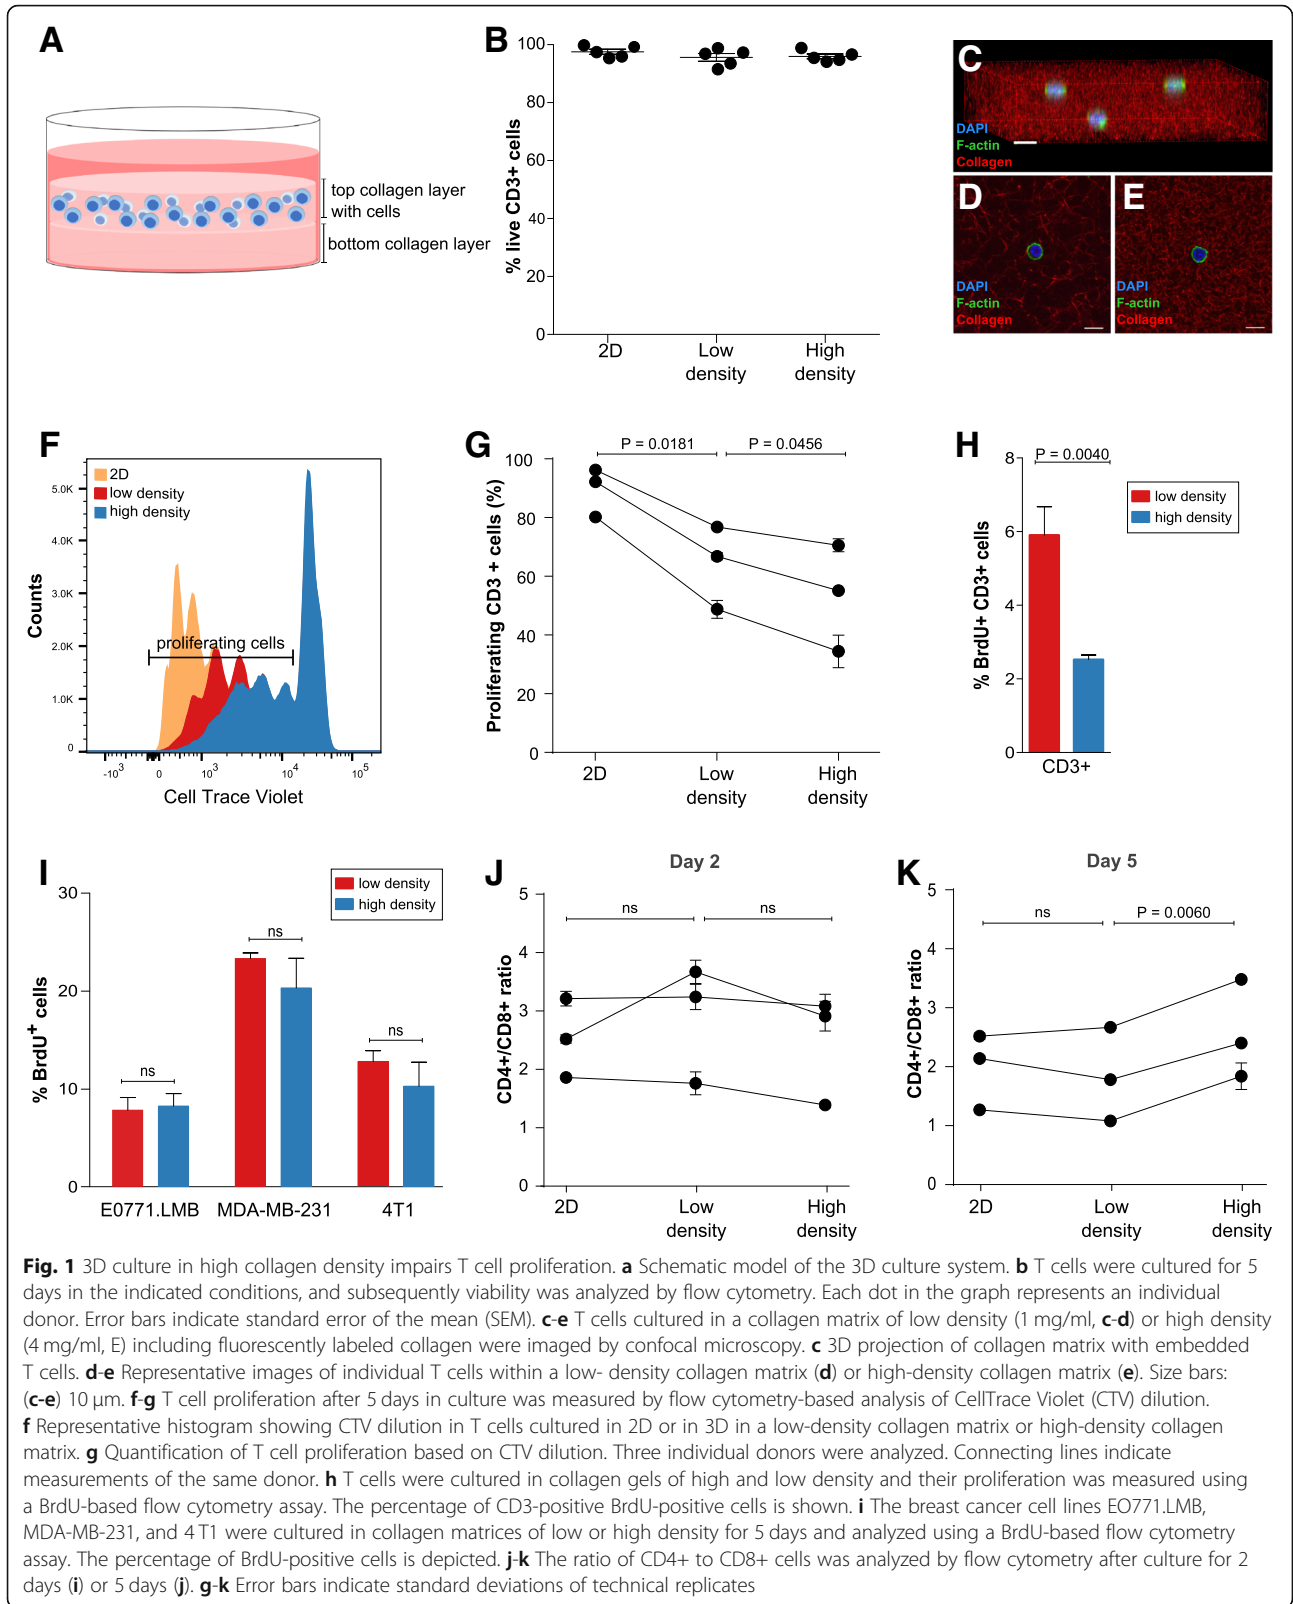 A
top collagen layer
with cells
bottom collagen layer
B
% live CD3+ cells
100
80
60
40
20
0
2D
Low
density
High
density
C
DAPI
F-actin
Collagen
D
DAPI
F-actin
Collagen
E
DAPI
F-actin
Collagen
F
2D
low density
high density
Counts
5.0K
4.0K
3.0K
2.0K
1.0K
0
proliferating cells
-10³
0
10³
10⁴
10⁵
Cell Trace Violet
G
P = 0.0181
P = 0.0456
Proliferating CD3 + cells (%)
100
80
60
40
20
0
2D
Low
density
High
density
H
P = 0.0040
% BrdU+ CD3+ cells
8
6
4
2
0
CD3+
low density
high density
I
low density
high density
% BrdU⁺ cells
30
20
10
0
ns
ns
ns
E0771.LMB
MDA-MB-231
4T1
J
Day 2
ns
ns
CD4+/CD8+ ratio
5
4
3
2
1
0
2D
Low
density
High
density
K
Day 5
ns
P = 0.0060
CD4+/CD8+ ratio
5
4
3
2
1
0
2D
Low
density
High
density
Fig. 1 3D culture in high collagen density impairs T cell proliferation. a Schematic model of the 3D culture system. b T cells were cultured for 5
days in the indicated conditions, and subsequently viability was analyzed by flow cytometry. Each dot in the graph represents an individual
donor. Error bars indicate standard error of the mean (SEM). c-e T cells cultured in a collagen matrix of low density (1 mg/ml, c-d) or high density
(4 mg/ml, E) including fluorescently labeled collagen were imaged by confocal microscopy. c 3D projection of collagen matrix with embedded
T cells. d-e Representative images of individual T cells within a low- density collagen matrix (d) or high-density collagen matrix (e). Size bars:
(c-e) 10 μm. f-g T cell proliferation after 5 days in culture was measured by flow cytometry-based analysis of CellTrace Violet (CTV) dilution.
f Representative histogram showing CTV dilution in T cells cultured in 2D or in 3D in a low-density collagen matrix or high-density collagen
matrix. g Quantification of T cell proliferation based on CTV dilution. Three individual donors were analyzed. Connecting lines indicate
measurements of the same donor. h T cells were cultured in collagen gels of high and low density and their proliferation was measured using
a BrdU-based flow cytometry assay. The percentage of CD3-positive BrdU-positive cells is shown. i The breast cancer cell lines EO771.LMB,
MDA-MB-231, and 4 T1 were cultured in collagen matrices of low or high density for 5 days and analyzed using a BrdU-based flow cytometry
assay. The percentage of BrdU-positive cells is depicted. j-k The ratio of CD4+ to CD8+ cells was analyzed by flow cytometry after culture for 2
days (i) or 5 days (j). g-k Error bars indicate standard deviations of technical replicates